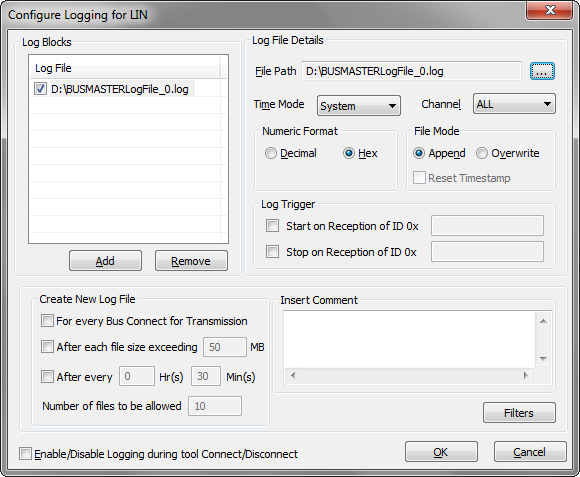 Configure Logging for LIN
Log Blocks
Log File
D:\BUSMASTERLogFile_0.log
Add
Remove
Log File Details
File Path
D:\BUSMASTERLogFile_0.log
...
Time Mode
System
Channel
ALL
Numeric Format
Decimal
Hex
File Mode
Append
Overwrite
Reset Timestamp
Log Trigger
Start on Reception of ID 0x
Stop on Reception of ID 0x
Create New Log File
For every Bus Connect for Transmission
After each file size exceeding 50 MB
After every 0 Hr(s) 30 Min(s)
Number of files to be allowed 10
Insert Comment
Filters
Enable/Disable Logging during tool Connect/Disconnect
OK
Cancel